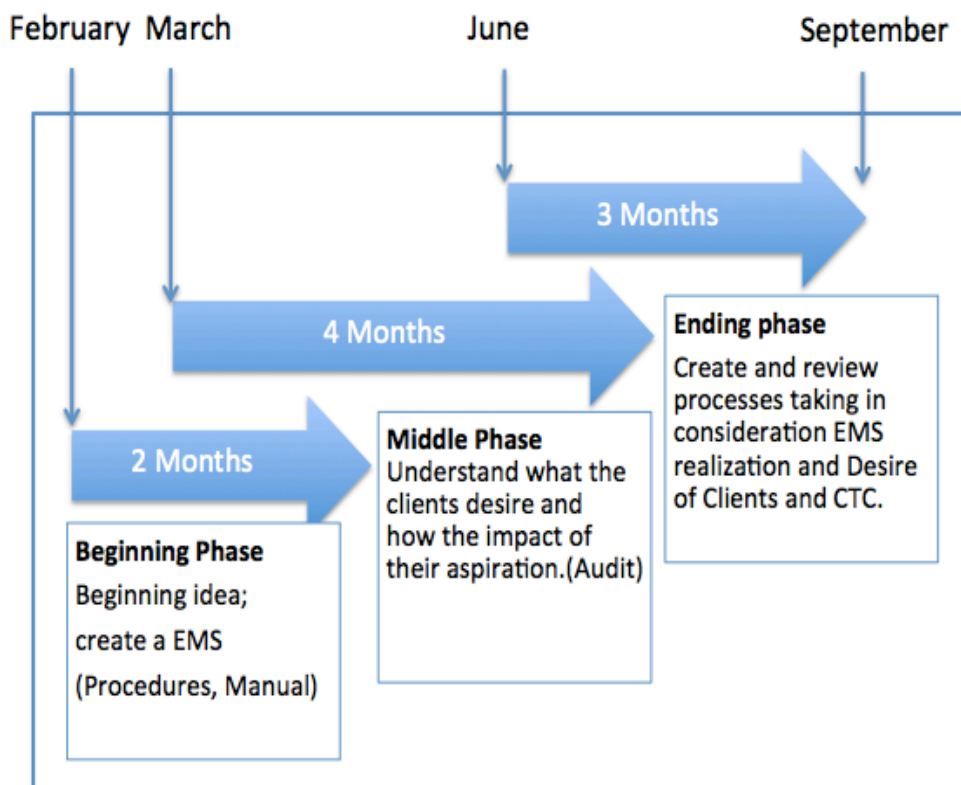 February March June September
3 Months
4 Months
2 Months
Ending phase
Create and review
processes taking in
consideration EMS
realization and Desire
of Clients and CTC.
Middle Phase
Understand what the
clients desire and
how the impact of
their aspiration.(Audit)
Beginning Phase
Beginning idea;
create a EMS
(Procedures, Manual)